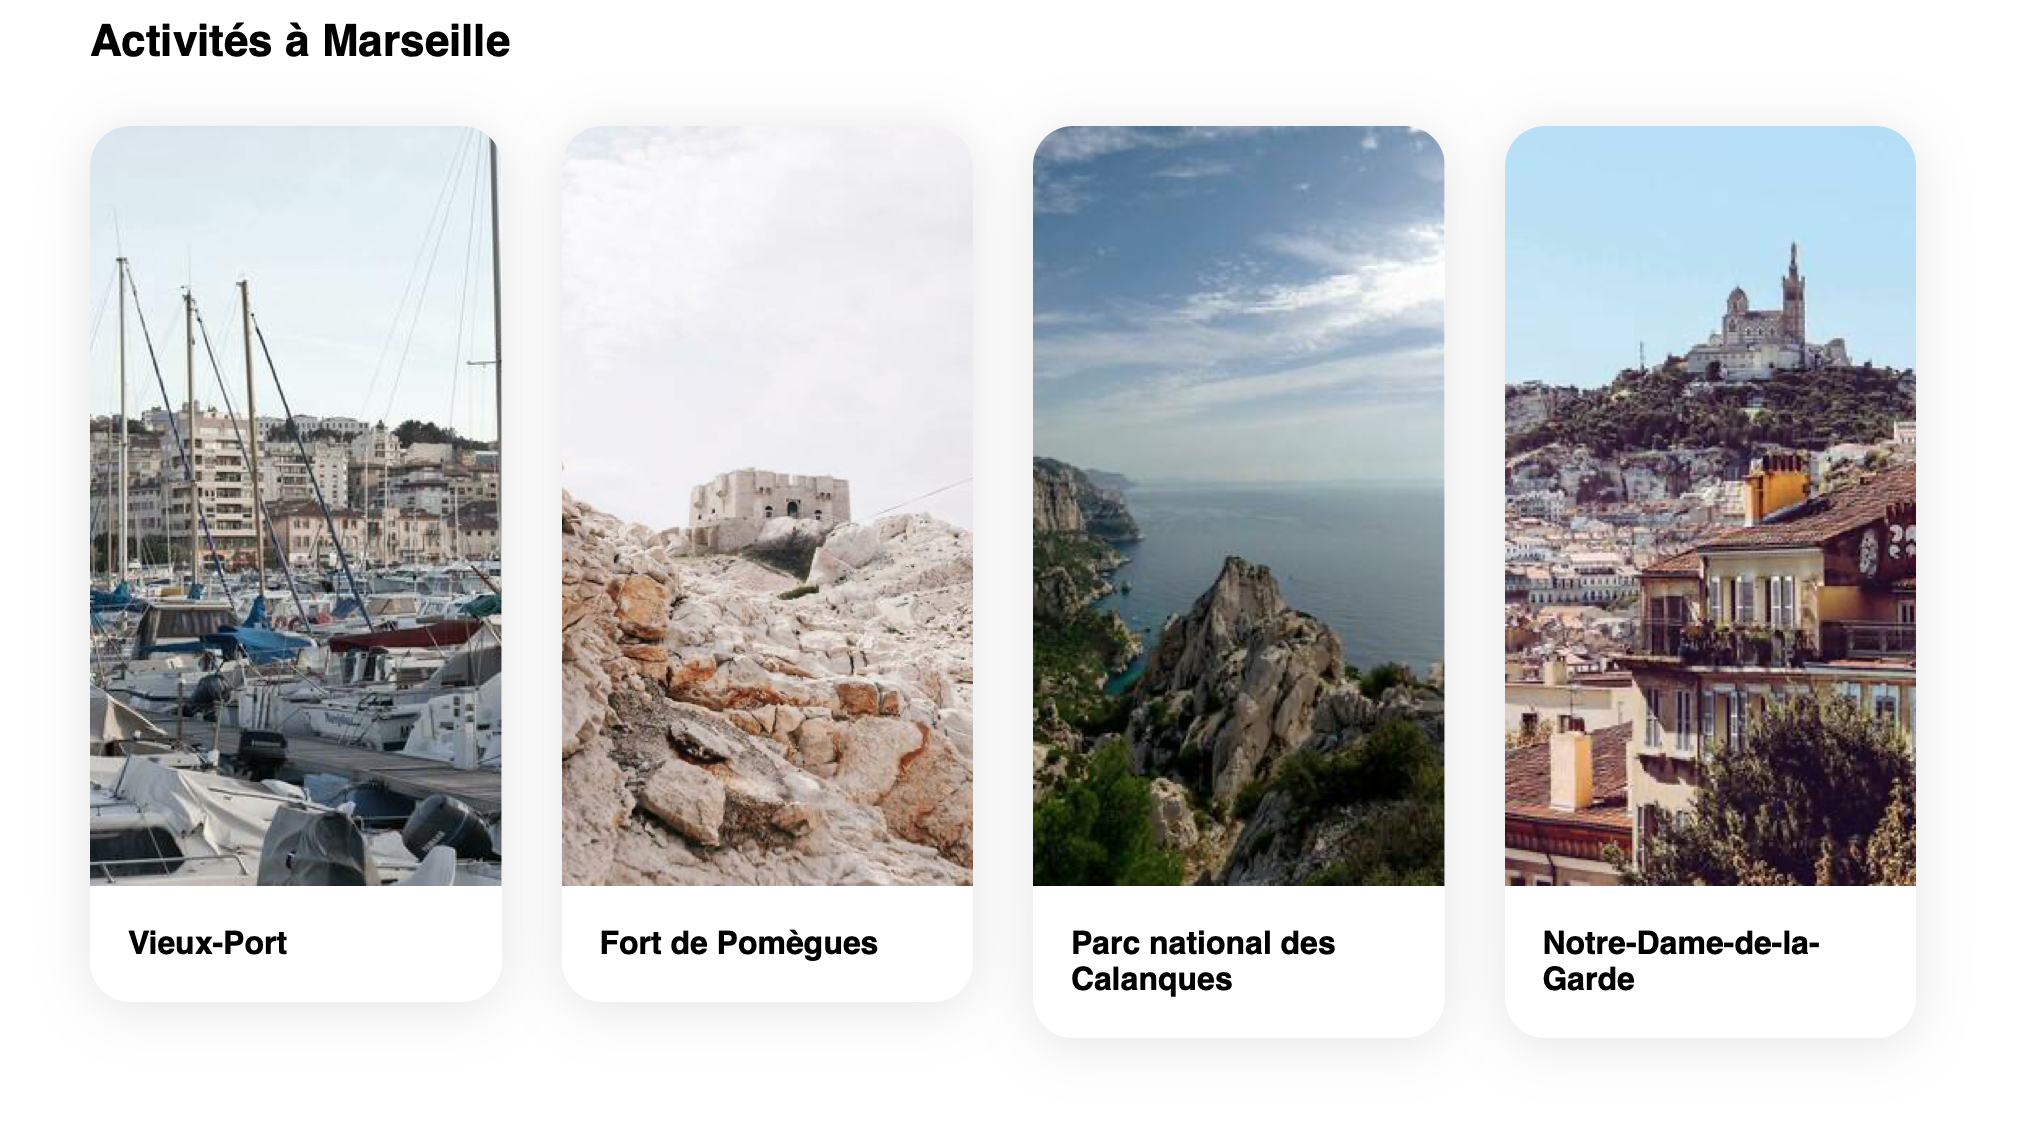 Activités à Marseille
Vieux-Port
Fort de Pomègues
Parc national des
Calanques
Notre-Dame-de-la-
Garde